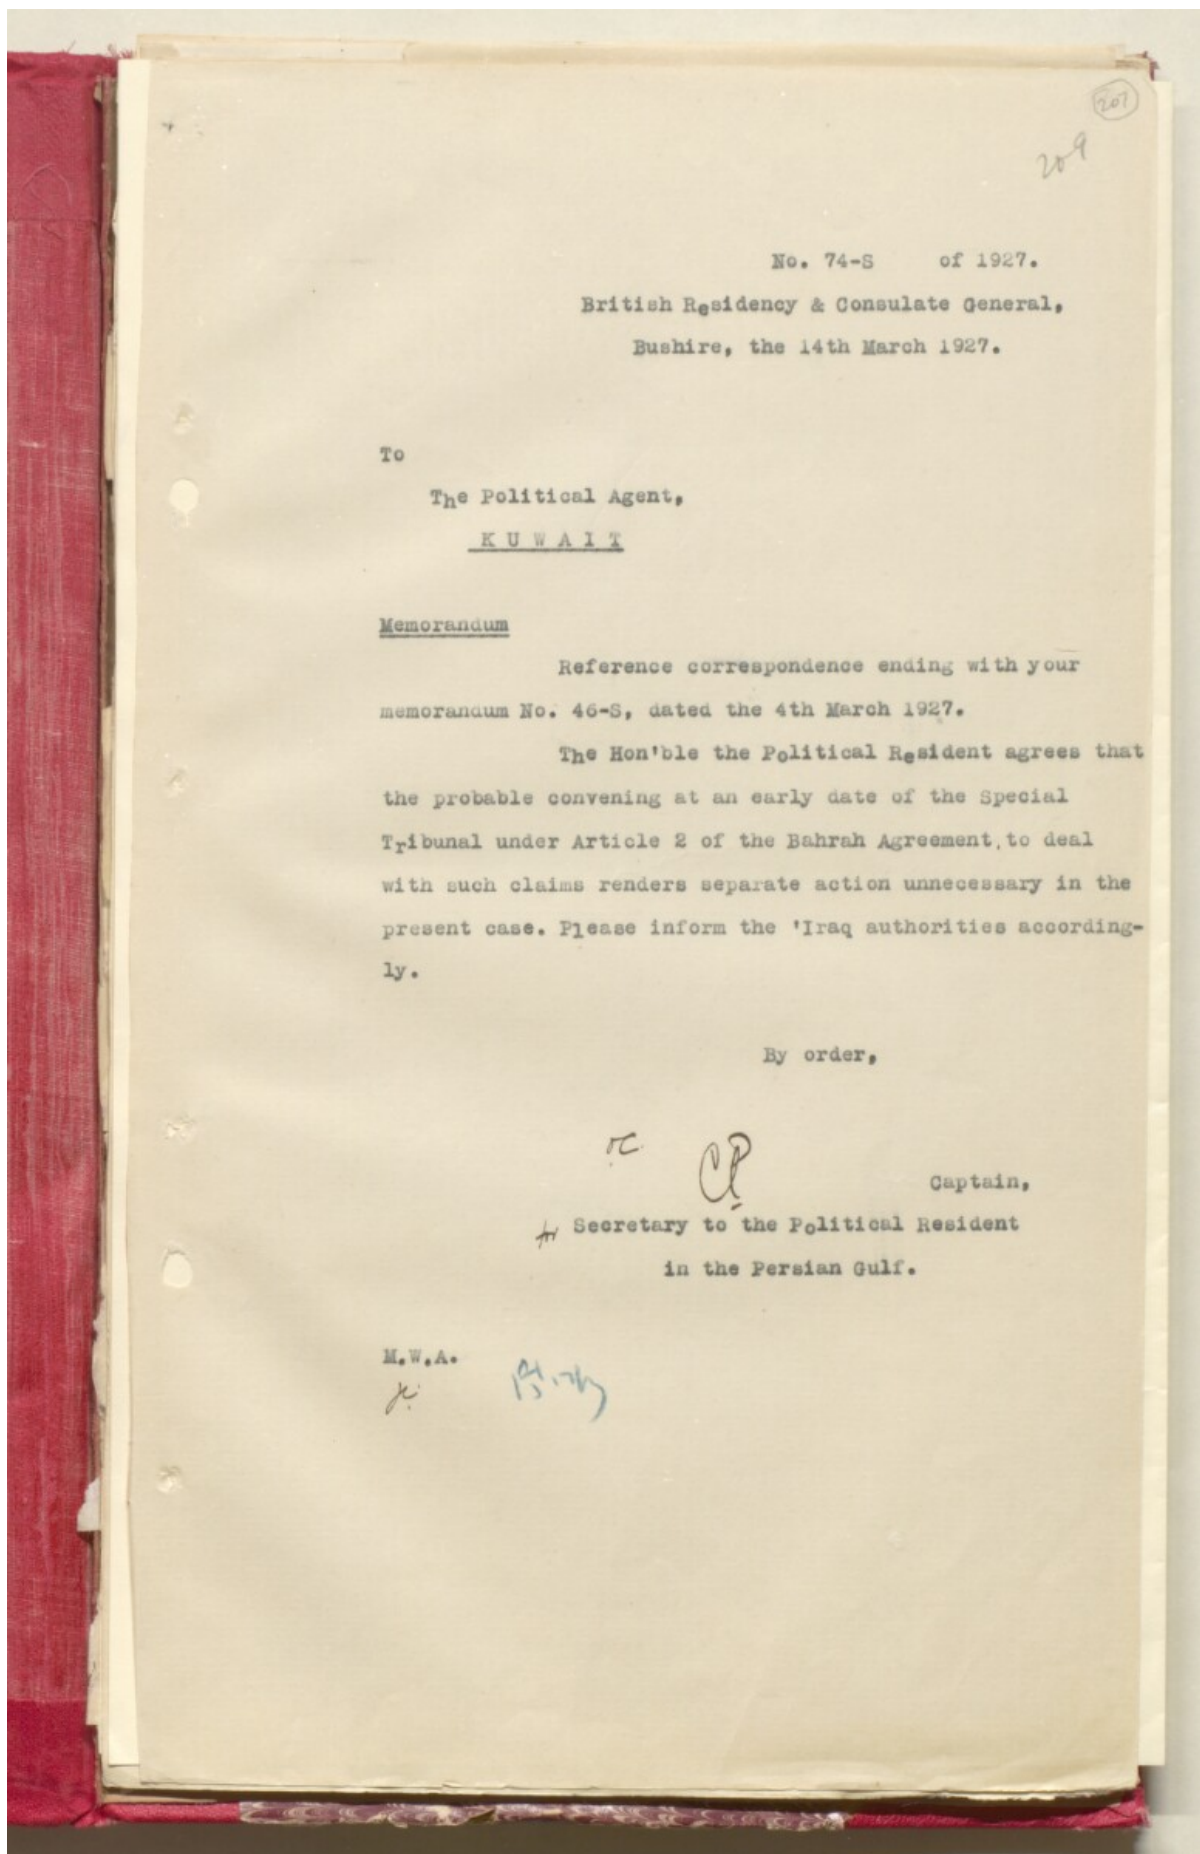 207
209
No. 74-S of 1927.
British Residency & Consulate General,
Bushire, the 14th March 1927.
To
The Political Agent,
K U W A I T
Memorandum
Reference correspondence ending with your
memorandum No. 46-S, dated the 4th March 1927.
The Hon'ble the Political Resident agrees that
the probable convening at an early date of the Special
Tribunal under Article 2 of the Bahrah Agreement, to deal
with such claims renders separate action unnecessary in the
present case. Please inform the 'Iraq authorities according-
ly.
By order,
Captain,
for Secretary to the Political Resident
in the Persian Gulf.
M.W.A.